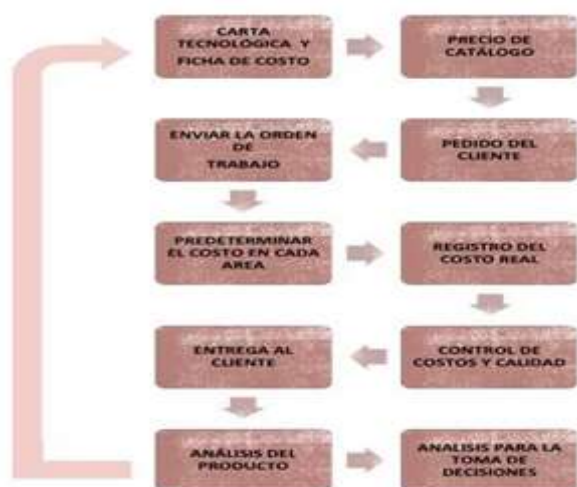 CARTA
TECNOLÓGICA Y
FICHA DE COSTO
PRECIO DE
CATÁLOGO
PEDIDO DEL
CLIENTE
ENVIAR LA ORDEN
DE
TRABAJO
PREDETERMINAR
EL COSTO EN CADA
AREA
REGISTRO DEL
COSTO REAL
CONTROL DE
COSTOS Y CALIDAD
ENTREGA AL
CLIENTE
ANÁLISIS DEL
PRODUCTO
ANALISIS PARA LA
TOMA DE
DECISIONES